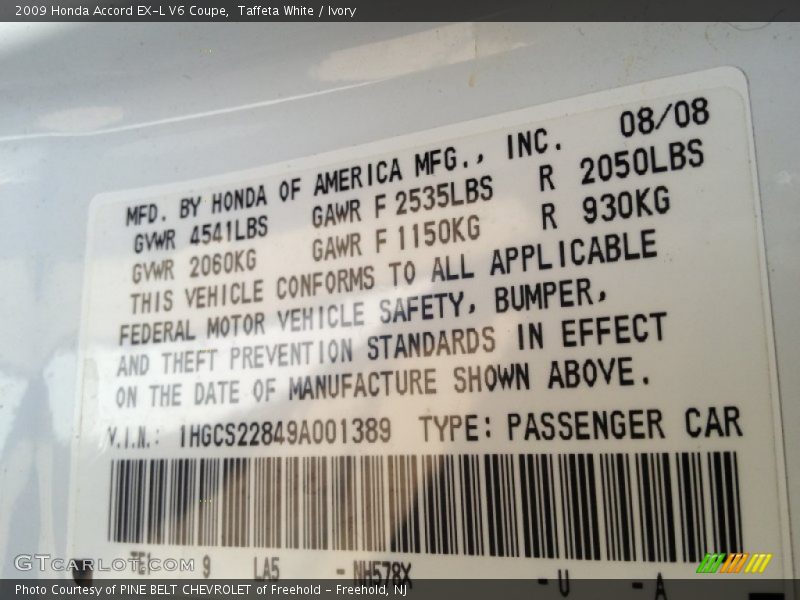 2009 Honda Accord EX-L V6 Coupe,  Taffeta White / Ivory
08/08
MFD. BY HONDA OF AMERICA MFG., INC.
GVWR 4541LBS GAWR F 2535LBS R 2050LBS
GVWR 2060KG GAWR F 1150KG R 930KG
THIS VEHICLE CONFORMS TO ALL APPLICABLE
FEDERAL MOTOR VEHICLE SAFETY, BUMPER,
AND THEFT PREVENTION STANDARDS IN EFFECT
ON THE DATE OF MANUFACTURE SHOWN ABOVE.
V.I.N.: 1HGCS22849A001389 TYPE: PASSENGER CAR
TE1 9 LA5 - NH578X -U -A
GTCarlot.com
Photo Courtesy of PINE BELT CHEVROLET of Freehold - Freehold, NJ